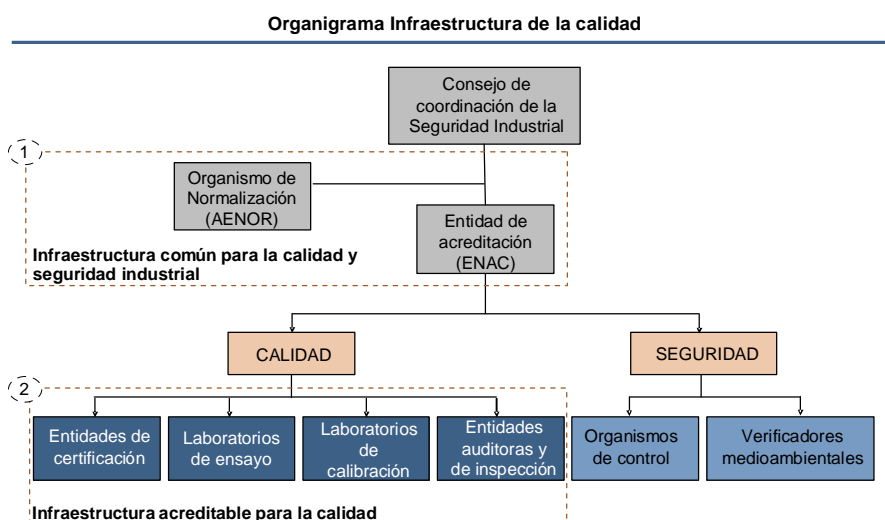 Organigrama Infraestructura de la calidad
Consejo de
coordinación de la
Seguridad Industrial
1
Organismo de
Normalización
(AENOR)
Entidad de
acreditación
(ENAC)
Infraestructura común para la calidad y
seguridad industrial
CALIDAD
SEGURIDAD
2
Entidades de
certificación
Laboratorios
de ensayo
Laboratorios
de
calibración
Entidades
auditoras y
de inspección
Organismos
de control
Verificadores
medioambientales
Infraestructura acreditable para la calidad